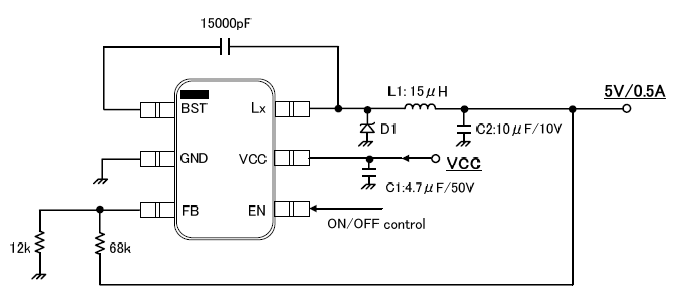 15000pF
L1:15μH
5V/0.5A
BST
Lx
D1
C2:10μF/10V
GND
VCC
VCC
C1:4.7μF/50V
FB
EN
ON/OFF control
12k
68k